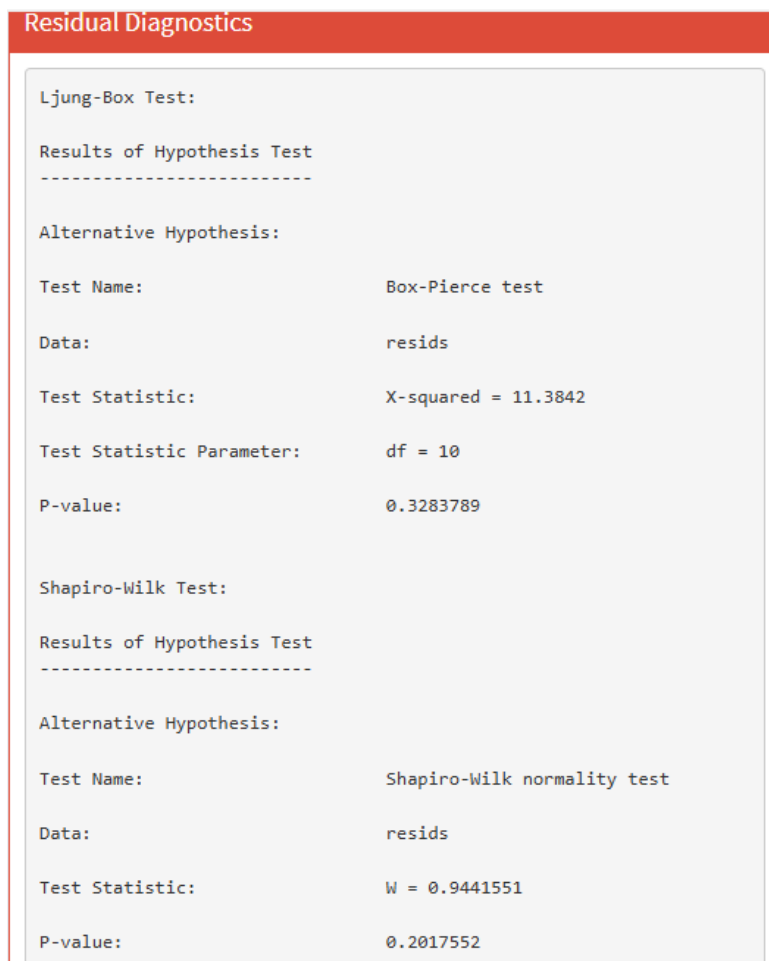 Residual Diagnostics
Ljung-Box Test:
Results of Hypothesis Test
--------------------------
Alternative Hypothesis:
Test Name: Box-Pierce test
Data: resids
Test Statistic: X-squared = 11.3842
Test Statistic Parameter: df = 10
P-value: 0.3283789
Shapiro-Wilk Test:
Results of Hypothesis Test
--------------------------
Alternative Hypothesis:
Test Name: Shapiro-Wilk normality test
Data: resids
Test Statistic: W = 0.9441551
P-value: 0.2017552